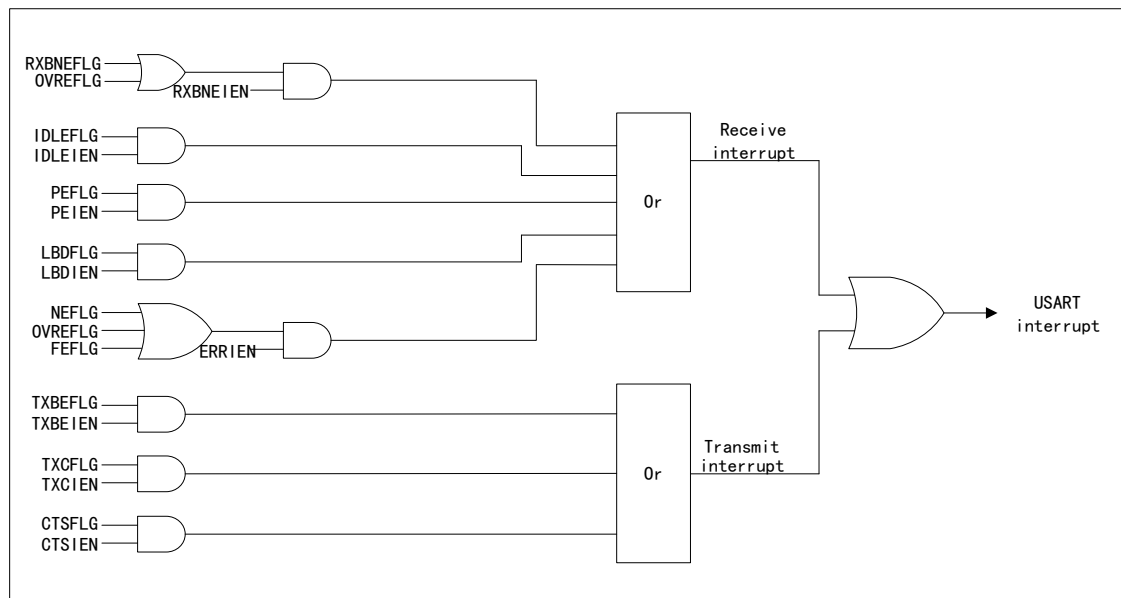 RXBNEFLG
OVREFLG
RXBNEIEN
IDLEFLG
IDLEIEN
PEFLG
PEIEN
LBDFLG
LBDIEN
NEFLG
OVREFLG
FEFLG
ERRIEN
TXBEFLG
TXBEIEN
TXCFLG
TXCIEN
CTSFLG
CTSIEN
Or
Receive
interrupt
Or
Transmit
interrupt
USART
interrupt